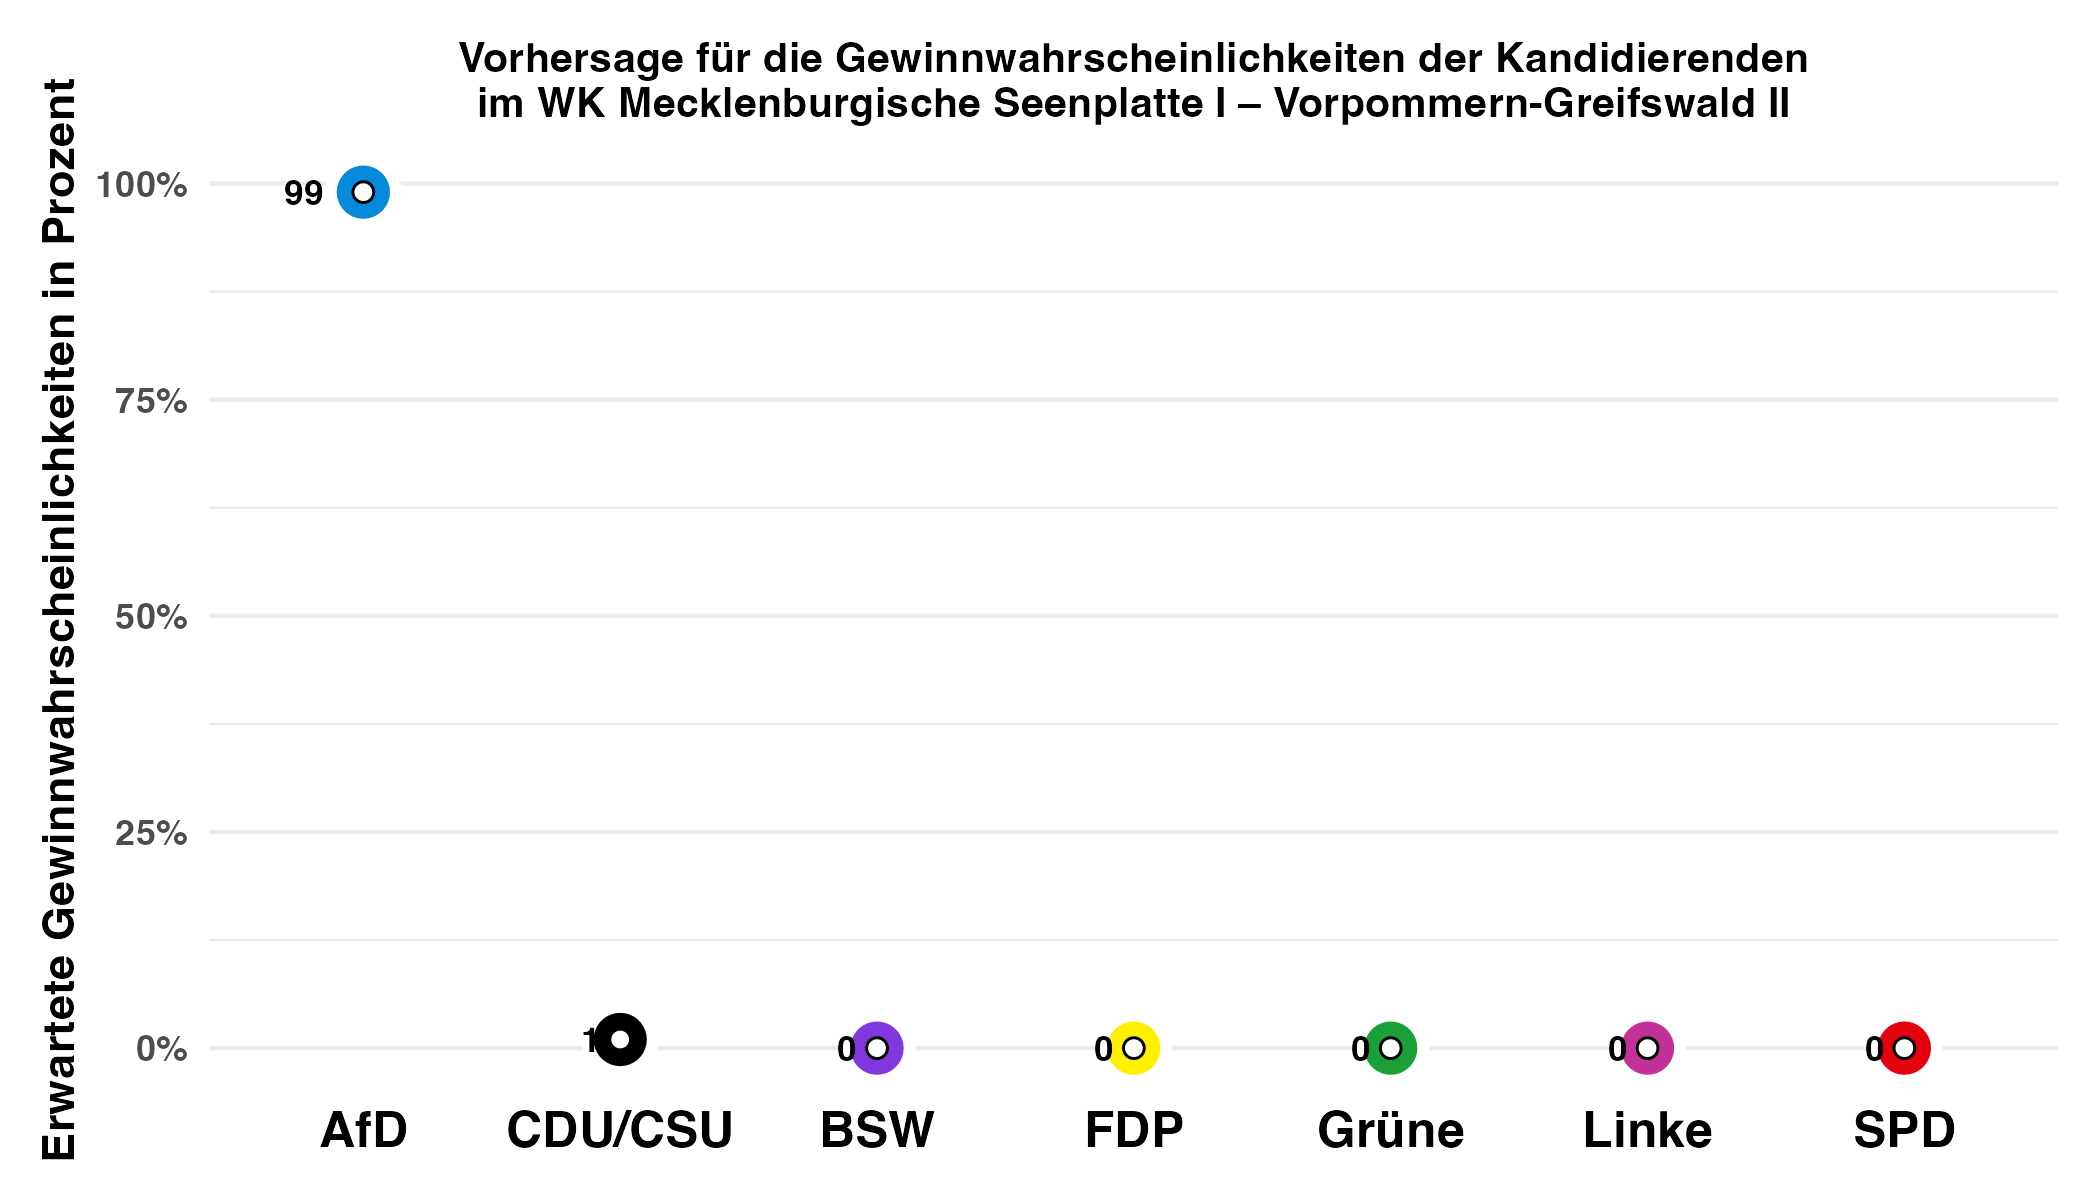 Vorhersage für die Gewinnwahrscheinlichkeiten der Kandidierenden
im WK Mecklenburgische Seenplatte I – Vorpommern-Greifswald II
Erwartete Gewinnwahrscheinlichkeiten in Prozent
100%
75%
50%
25%
0%
99
1
0
0
0
0
0
AfD
CDU/CSU
BSW
FDP
Grüne
Linke
SPD